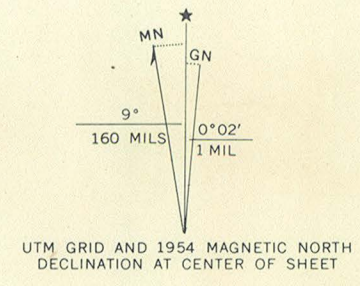 MN
GN
9°
160 MILS
0°02'
1 MIL
UTM GRID AND 1954 MAGNETIC NORTH
DECLINATION AT CENTER OF SHEET